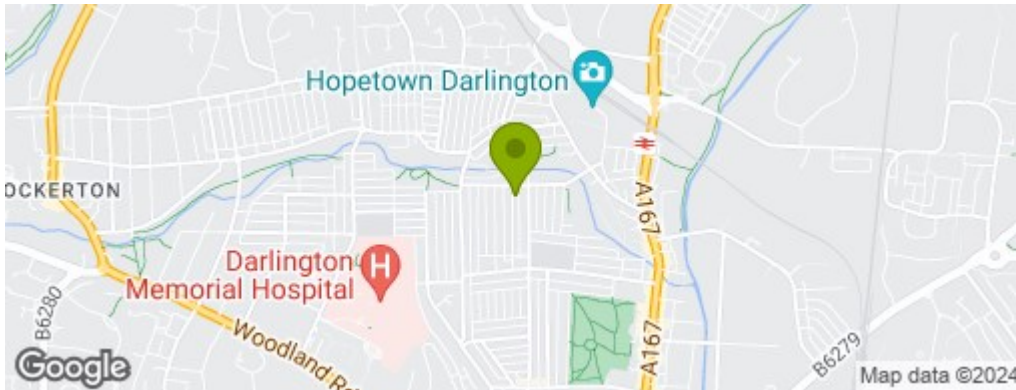 Hopetown Darlington
OCKERTON
A167
Darlington
Memorial Hospital
H
B6280
Woodland R
A167
B6279
Google
Map data ©2024